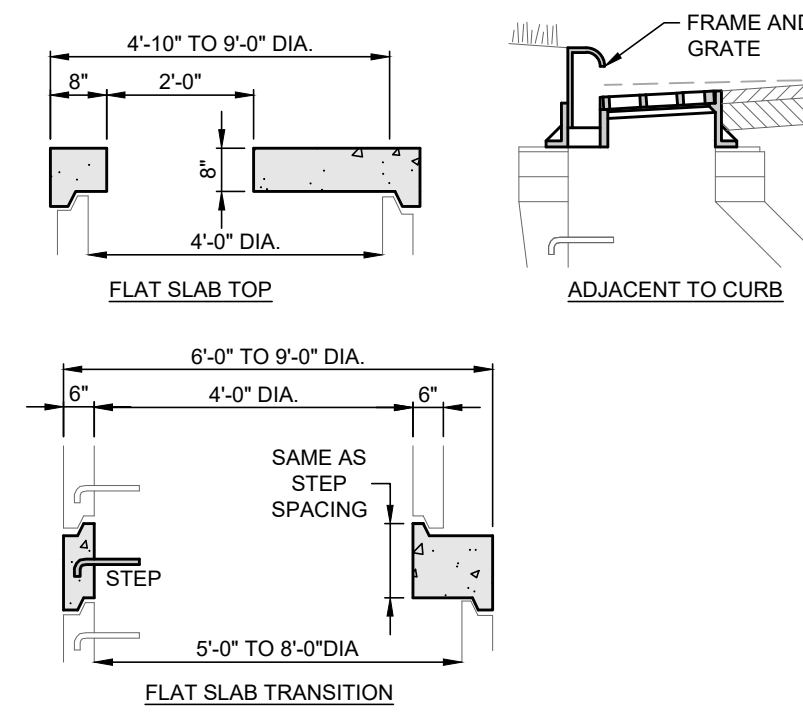 4'-10" TO 9'-0" DIA.
8"
2'-0"
8"
4'-0" DIA.
FLAT SLAB TOP
FRAME AND
GRATE
ADJACENT TO CURB
6'-0" TO 9'-0" DIA.
6"
4'-0" DIA.
6"
SAME AS
STEP
SPACING
STEP
5'-0" TO 8'-0"DIA
FLAT SLAB TRANSITION